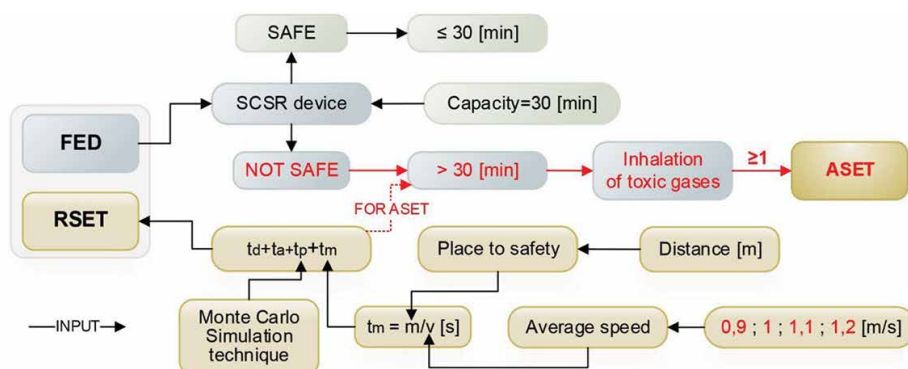 SAFE
≤ 30 [min]
SCSR device
Capacity=30 [min]
FED
NOT SAFE
> 30 [min]
Inhalation
of toxic gases
≥1
ASET
FOR ASET
RSET
td+ta+tp+tm
Place to safety
Distance [m]
INPUT
Monte Carlo
Simulation
technique
tm = m/v [s]
Average speed
0,9 ; 1 ; 1,1 ; 1,2 [m/s]